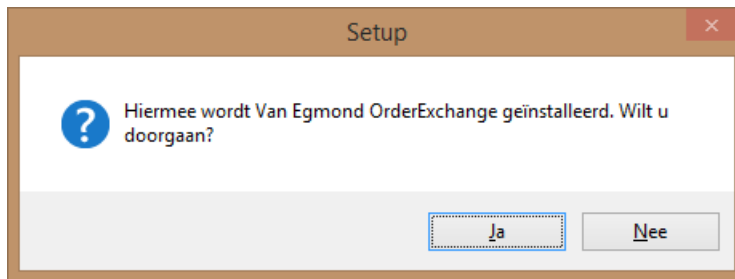 Setup
Hiermee wordt Van Egmond OrderExchange geïnstalleerd. Wilt u
doorgaan?
Ja
Nee